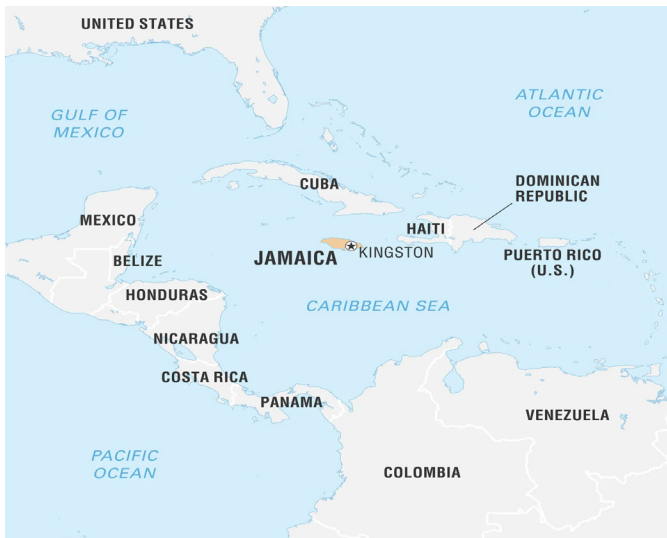 UNITED STATES
GULF OF
MEXICO
ATLANTIC
OCEAN
CUBA
DOMINICAN
REPUBLIC
MEXICO
HAITI
JAMAICA
KINGSTON
PUERTO RICO
(U.S.)
BELIZE
HONDURAS
CARIBBEAN SEA
NICARAGUA
COSTA RICA
PANAMA
VENEZUELA
PACIFIC
OCEAN
COLOMBIA